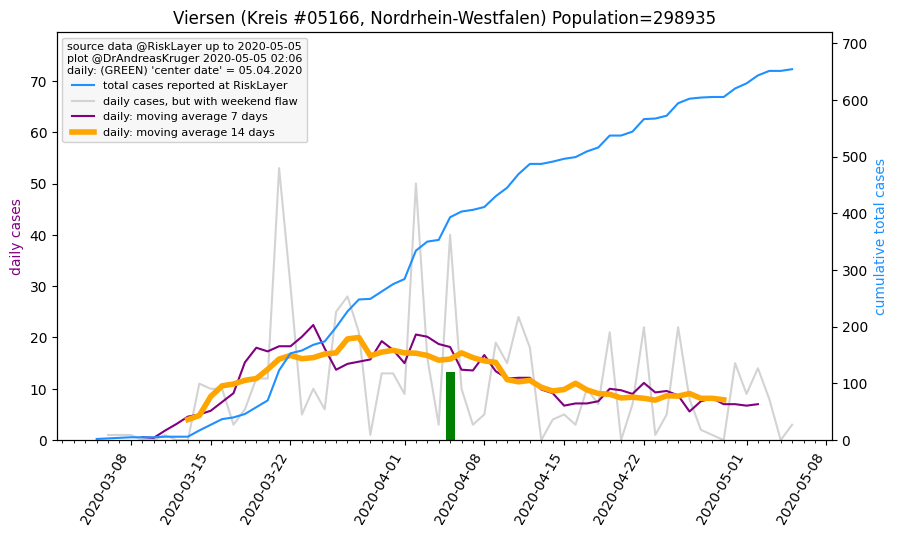 Viersen (Kreis #05166, Nordrhein-Westfalen) Population=298935
source data @RiskLayer up to 2020-05-05
plot @DrAndreasKruger 2020-05-05 02:06
daily: (GREEN) 'center date' = 05.04.2020
total cases reported at RiskLayer
daily cases, but with weekend flaw
daily: moving average 7 days
daily: moving average 14 days
daily cases
70
60
50
40
30
20
10
0
700
600
500
400
300
200
100
0
cumulative total cases
2020-03-08
2020-03-15
2020-03-22
2020-04-01
2020-04-08
2020-04-15
2020-04-22
2020-05-01
2020-05-08